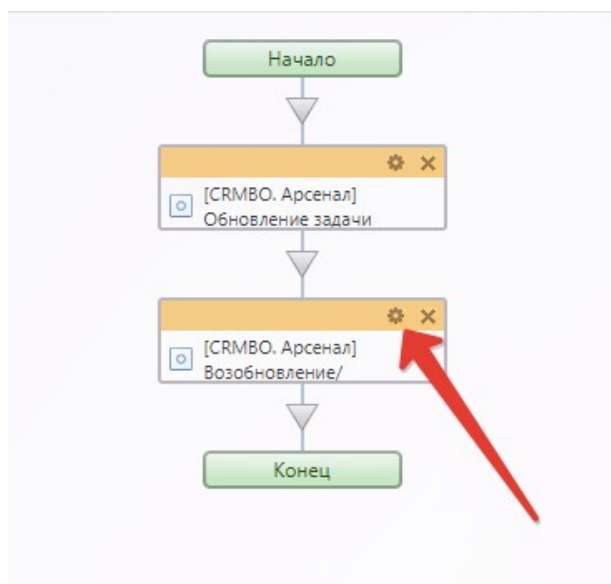 Начало
[CRMBO. Арсенал]
Обновление задачи
[CRMBO. Арсенал]
Возобновление/
Конец